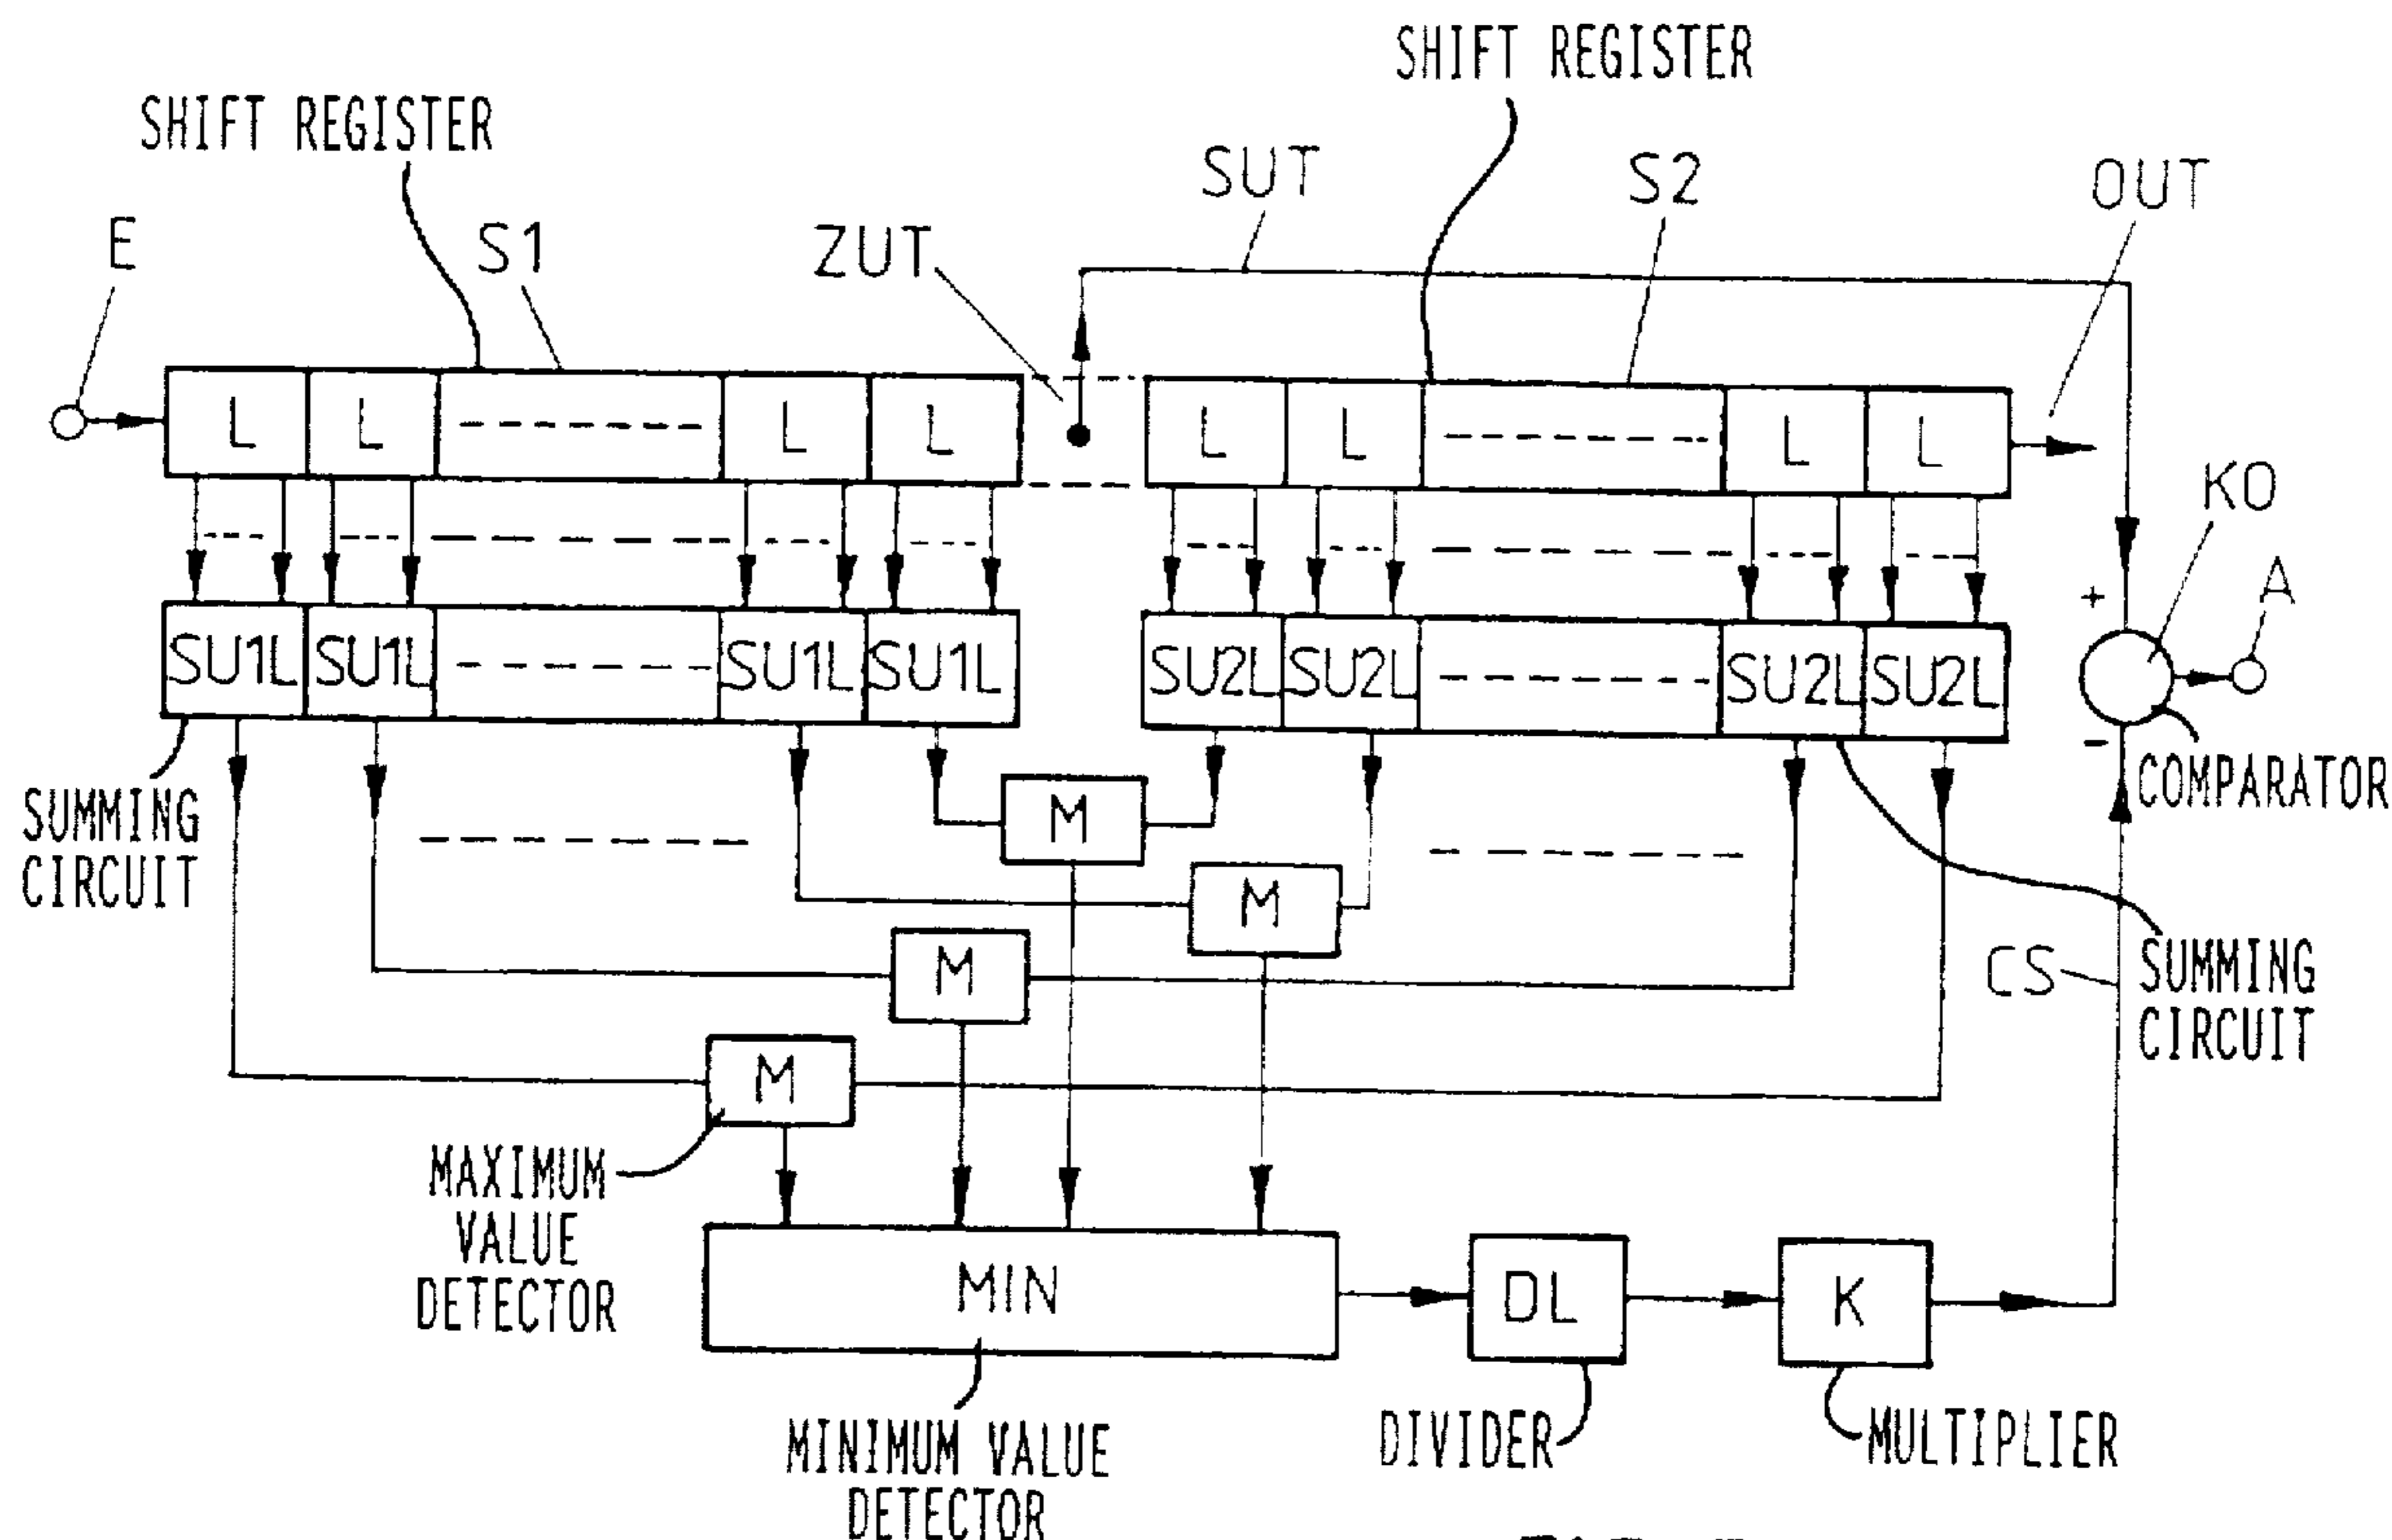 SHIFT REGISTER
SHIFT REGISTER
E
S1
ZUT
SUT
S2
OUT
L L L L
L L L L
KO
A
+
SU1L SU1L SU1L SU1L
SU2L SU2L SU2L SU2L
-
COMPARATOR
SUMMING
CIRCUIT
M
M
M
M
CS
SUMMING
CIRCUIT
MAXIMUM
VALUE
DETECTOR
MIN
DL
K
MINIMUM VALUE
DETECTOR
DIVIDER
MULTIPLIER